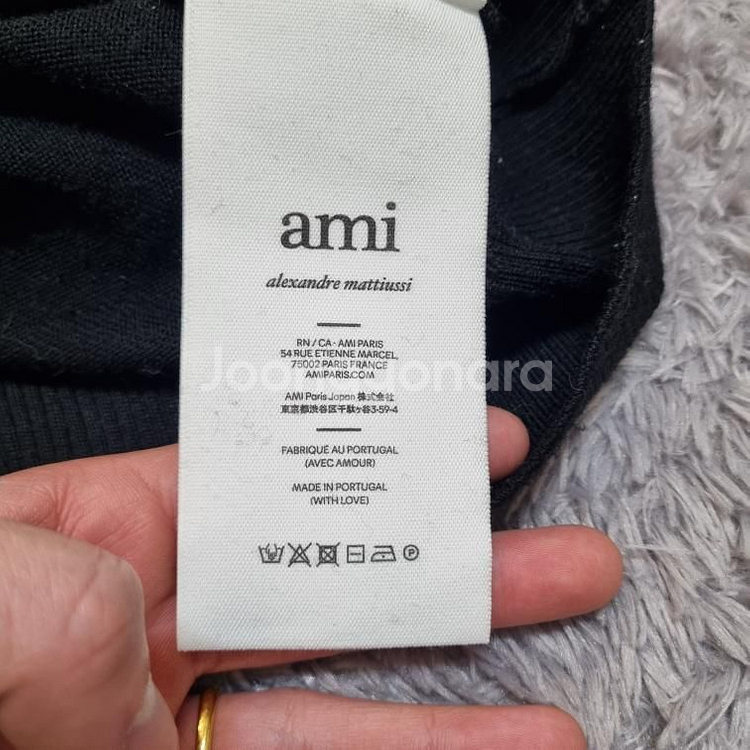 ami
alexandre mattiussi
RN / CA - AMI PARIS
54 RUE ETIENNE MARCEL,
75002 PARIS FRANCE
AMIPARIS.COM
AMI Paris Japan 株式会社
東京都渋谷区千駄ヶ谷3-59-4
FABRIQUÉ AU PORTUGAL
(AVEC AMOUR)
MADE IN PORTUGAL
(WITH LOVE)
P